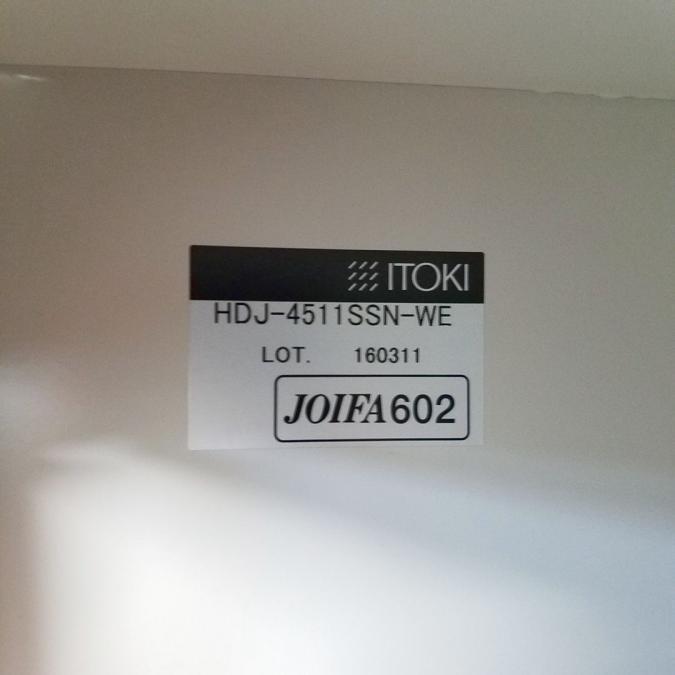 ITOKI
HDJ-4511SSN-WE
LOT. 160311
JOIFA602